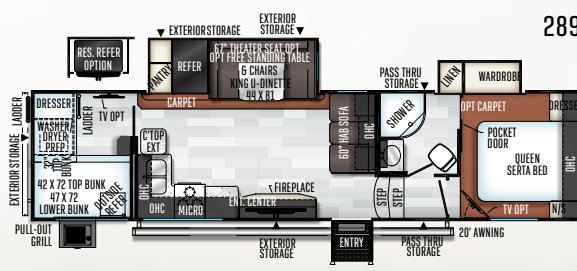 289
EXTERIOR STORAGE
EXTERIOR
STORAGE
RES. REFER
OPTION
PANTRY
REFER
67" THEATER SEAT OPT
OPT FREE STANDING TABLE
& CHAIRS
KING U-DINETTE
44 X 81
PASS THRU
STORAGE
LINEN
WARDROBE
LADDER
DRESSER
LADDER
TV OPT
CARPET
60" HAB SOFA
OHC
SHOWER
OPT CARPET
DRESSE
WASHER/
DRYER
PREP
C'TOP
EXT
POCKET
DOOR
OHC
EXTERIOR STORAGE
BUNK
QUEEN
SERTA BED
42 X 72 TOP BUNK
47 X 72
LOWER BUNK
OUTSIDE
REFER
OHC
OHC
MICRO
FIREPLACE
ENT. CENTER
STEP
STEP
TV OPT
N/S
PULL-OUT
GRILL
EXTERIOR
STORAGE
ENTRY
PASS THRU
STORAGE
20' AWNING